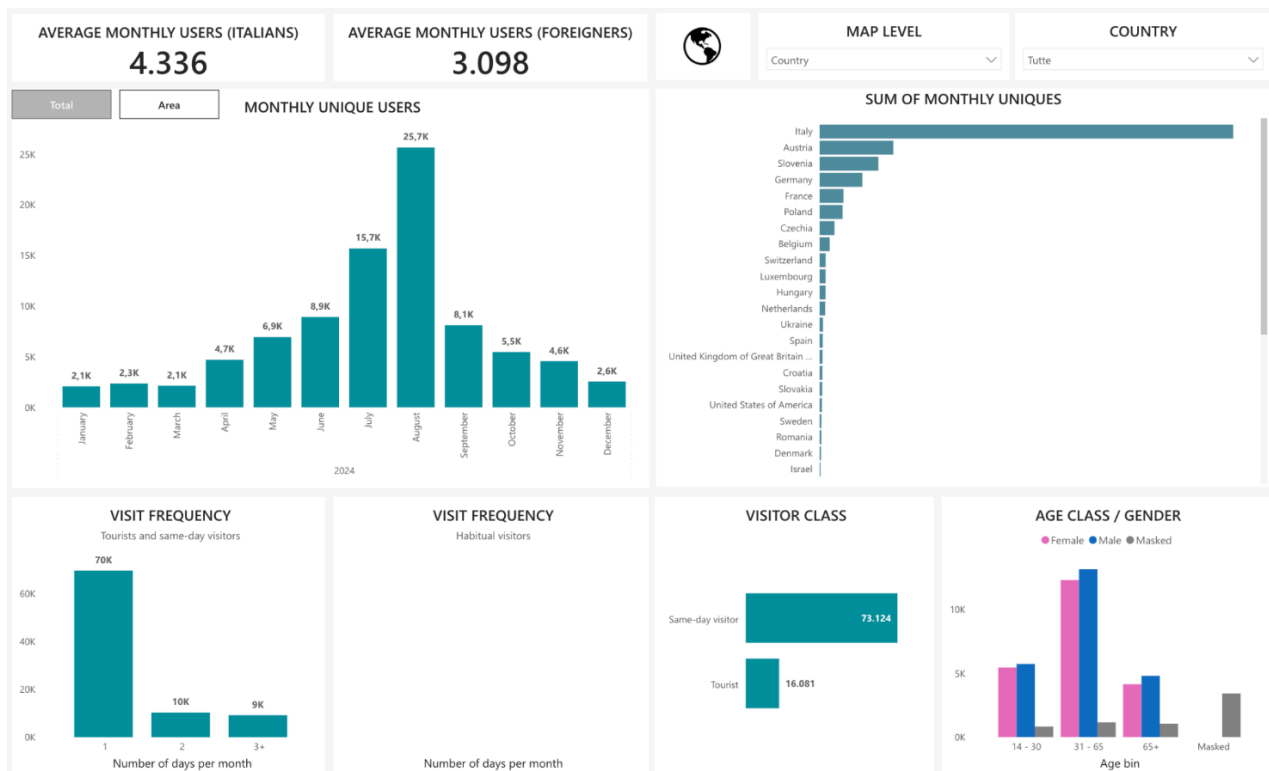 AVERAGE MONTHLY USERS (ITALIANS)
4.336
AVERAGE MONTHLY USERS (FOREIGNERS)
3.098
MAP LEVEL
Country
COUNTRY
Tutte
Total
Area
MONTHLY UNIQUE USERS
25K
20K
15K
10K
5K
0K
2,1K
2,3K
2,1K
4,7K
6,9K
8,9K
15,7K
25,7K
8,1K
5,5K
4,6K
2,6K
January
February
March
April
May
June
July
August
September
October
November
December
2024
SUM OF MONTHLY UNIQUES
Italy
Austria
Slovenia
Germany
France
Poland
Czechia
Belgium
Switzerland
Luxembourg
Hungary
Netherlands
Ukraine
Spain
United Kingdom of Great Britain ...
Croatia
Slovakia
United States of America
Sweden
Romania
Denmark
Israel
VISIT FREQUENCY
Tourists and same-day visitors
60K
40K
20K
0K
70K
10K
9K
1
2
3+
Number of days per month
VISIT FREQUENCY
Habitual visitors
Number of days per month
VISITOR CLASS
Same-day visitor
73.124
Tourist
16.081
AGE CLASS / GENDER
Female Male Masked
10K
5K
0K
14 - 30
31 - 65
65+
Masked
Age bin